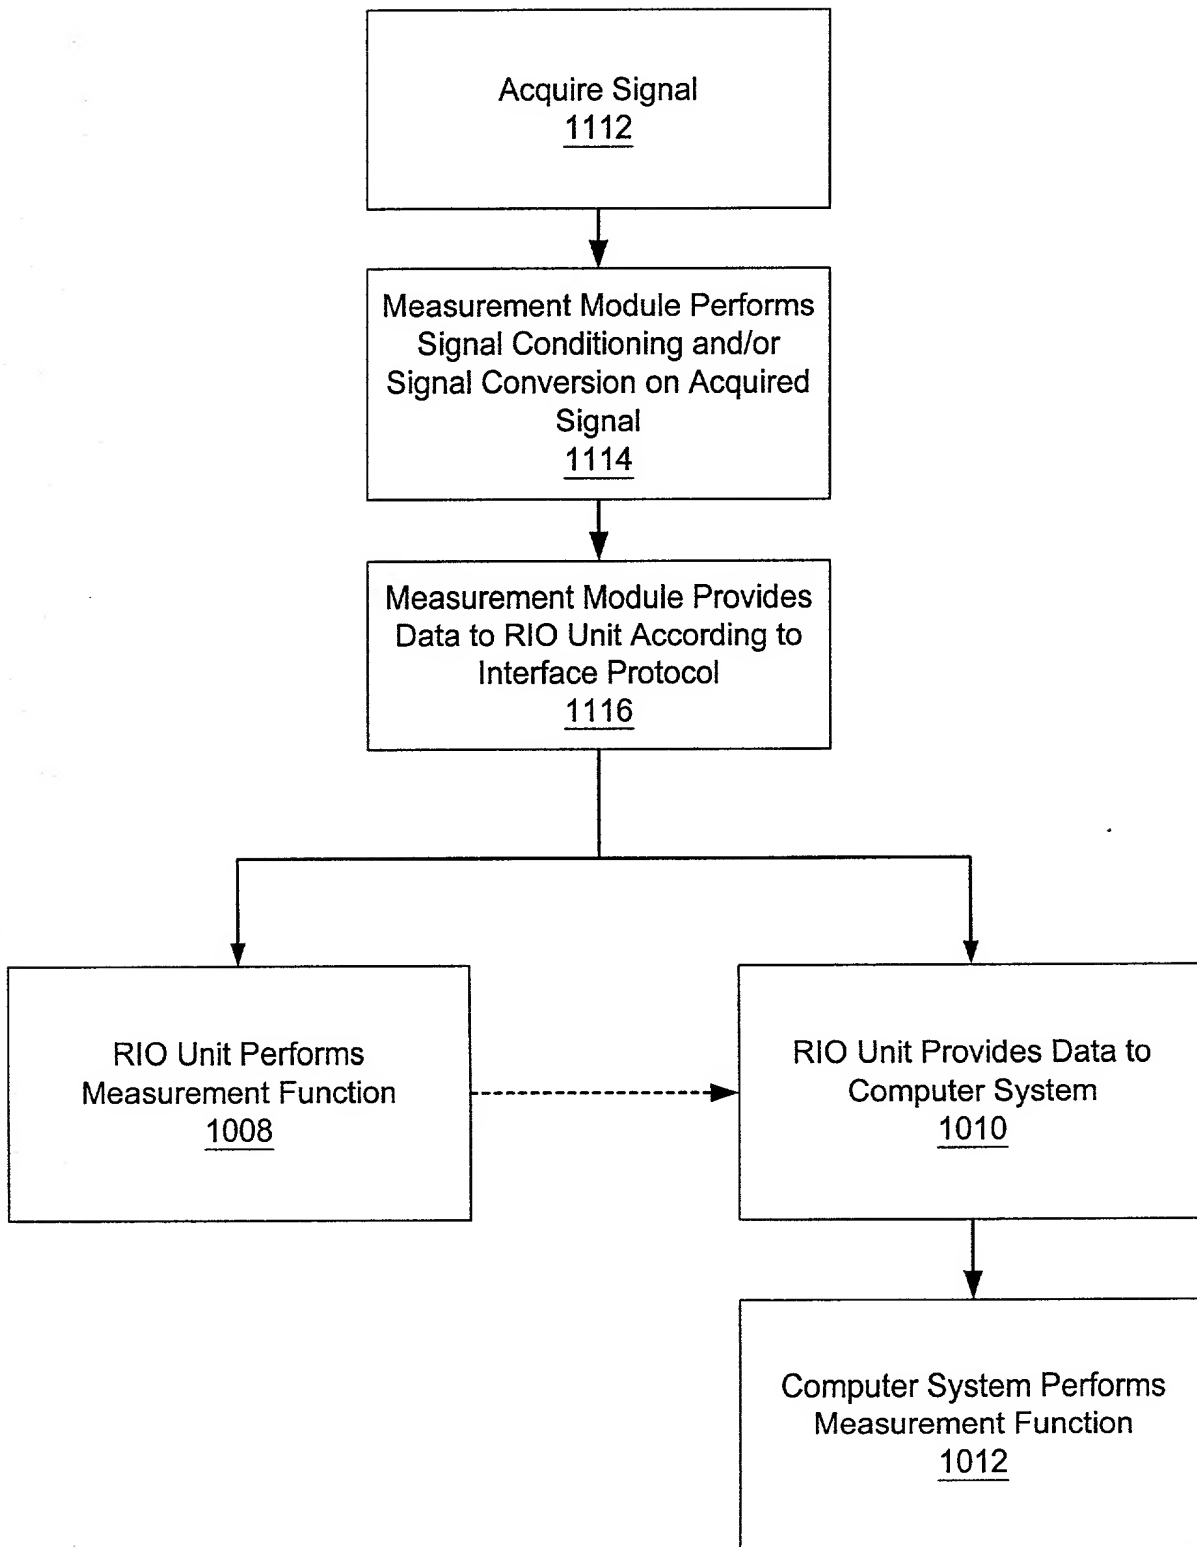 Acquire Signal
1112
Measurement Module Performs
Signal Conditioning and/or
Signal Conversion on Acquired
Signal
1114
Measurement Module Provides
Data to RIO Unit According to
Interface Protocol
1116
RIO Unit Performs
Measurement Function
1008
RIO Unit Provides Data to
Computer System
1010
Computer System Performs
Measurement Function
1012